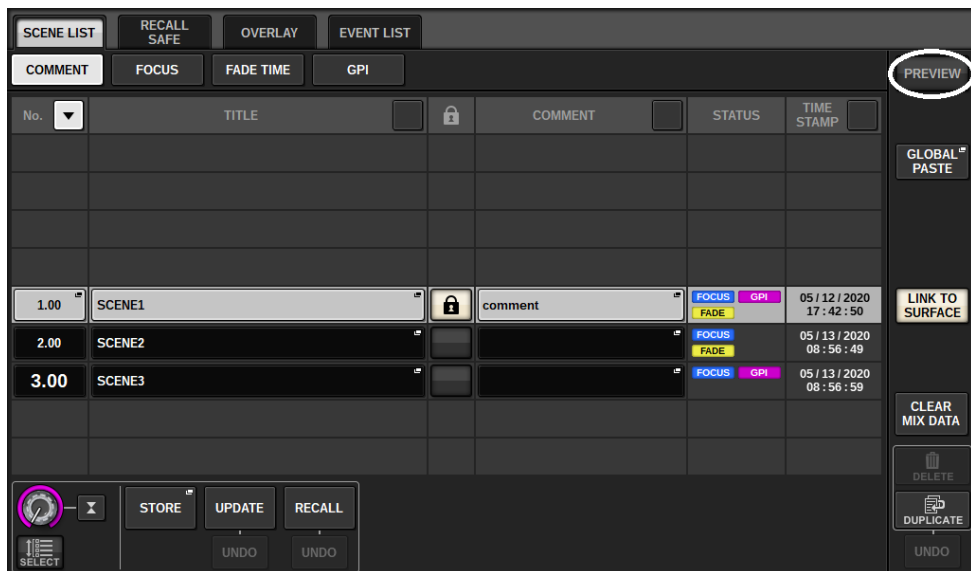 SCENE LIST
RECALL
SAFE
OVERLAY
EVENT LIST
COMMENT
FOCUS
FADE TIME
GPI
PREVIEW
No.
TITLE
COMMENT
STATUS
TIME
STAMP
GLOBAL
PASTE
1.00
SCENE1
comment
FOCUS GPI
FADE
05 / 12 / 2020
17 : 42 : 50
LINK TO
SURFACE
2.00
SCENE2
FOCUS
FADE
05 / 13 / 2020
08 : 56 : 49
3.00
SCENE3
FOCUS GPI
05 / 13 / 2020
08 : 56 : 59
CLEAR
MIX DATA
DELETE
STORE
UPDATE
RECALL
DUPLICATE
SELECT
UNDO
UNDO
UNDO